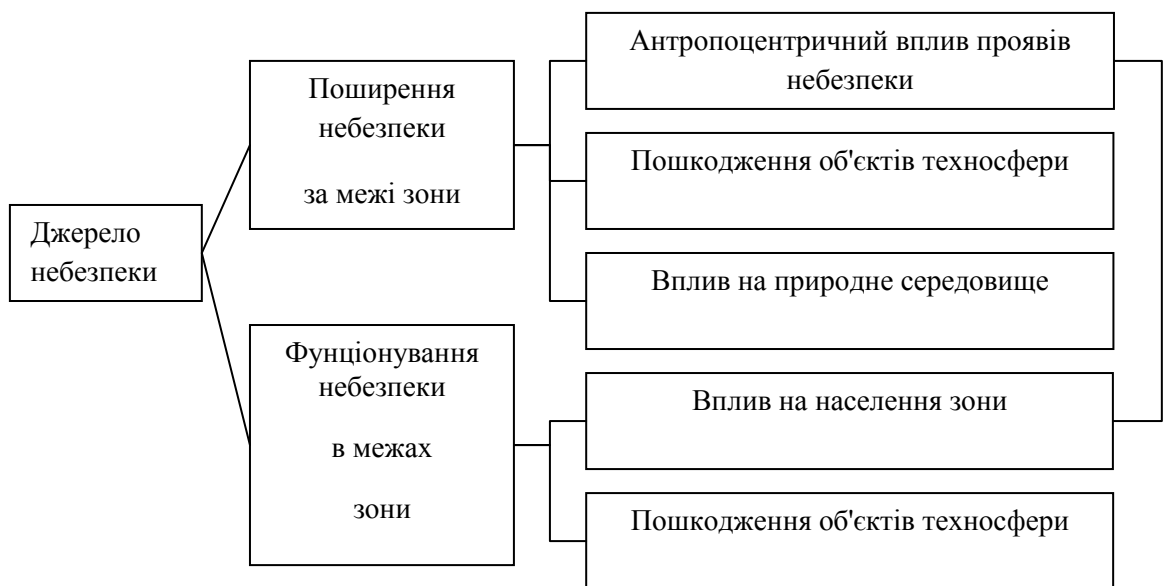 Джерело
небезпеки
Поширення
небезпеки
за межі зони
Фунціонування
небезпеки
в межах
зони
Антропоцентричний вплив проявів
небезпеки
Пошкодження об'єктів техносфери
Вплив на природне середовище
Вплив на населення зони
Пошкодження об'єктів техносфери